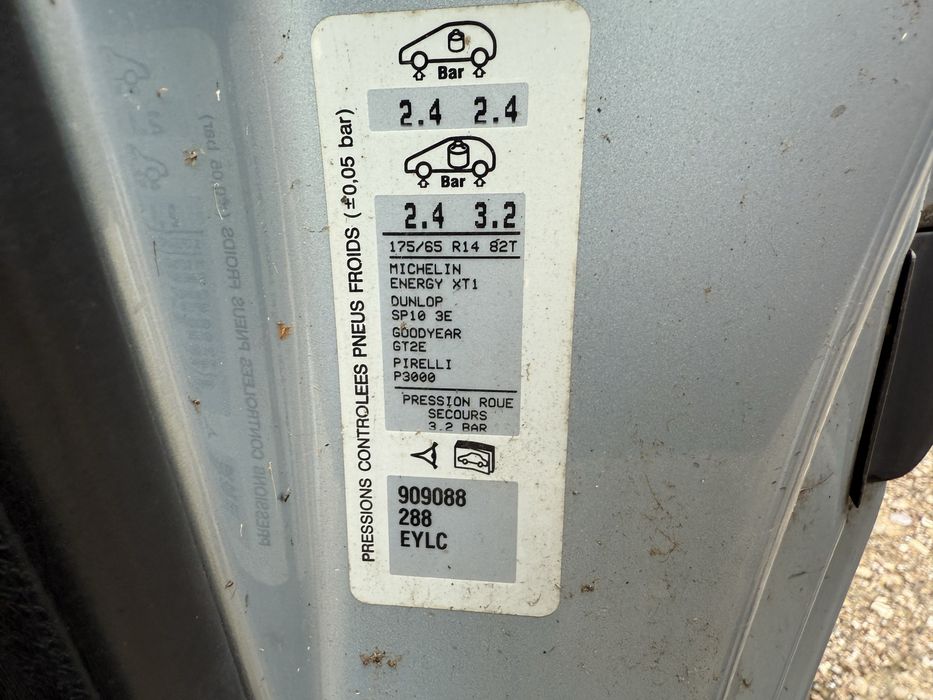 Bar
2.4 2.4
Bar
2.4 3.2
175/65 R14 82T
MICHELIN
ENERGY XT1
DUNLOP
SP10 3E
GOODYEAR
GT2E
PIRELLI
P3000
PRESSION ROUE
SECOURS
3.2 BAR
909088
288
EYLC
PRESSIONS CONTROLEES PNEUS FROIDS (±0,05 bar)